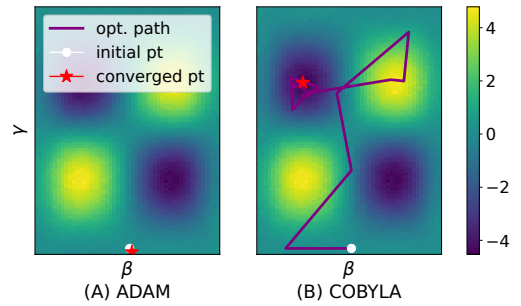 opt. path
initial pt
converged pt
γ
β
(A) ADAM
β
(B) COBYLA
4
2
0
−2
−4